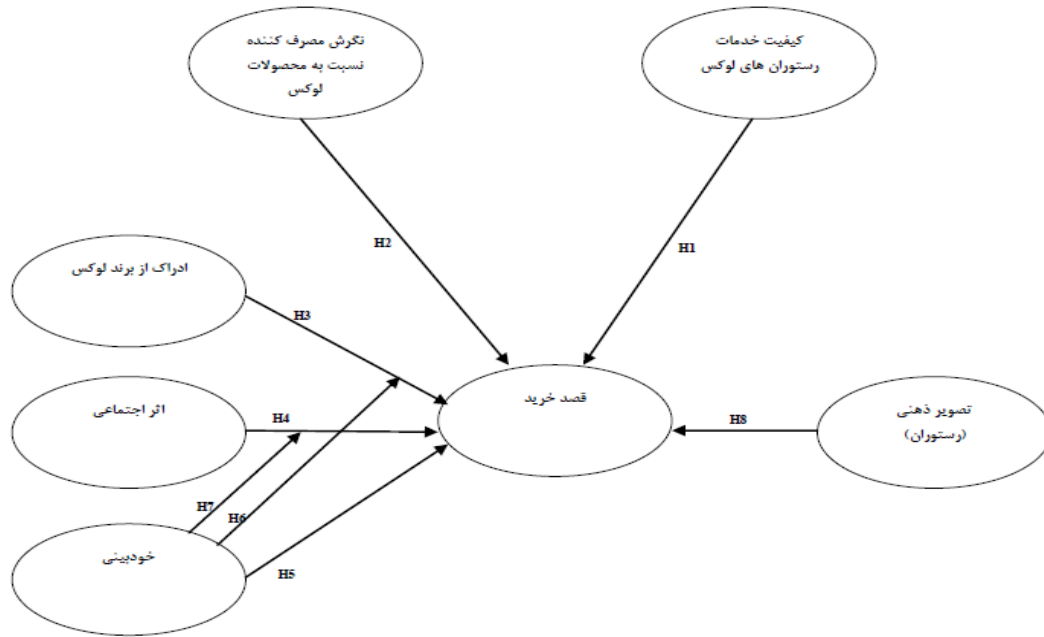 نگرش مصرف کننده
نسبت به محصولات
لوکس
کیفیت خدمات
رستوران های لوکس
H2
H1
ادراک از برند لوکس
H3
قصد خرید
اثر اجتماعی
H4
H8
تصویر ذهنی
(رستوران)
H7
H6
خودبینی
H5